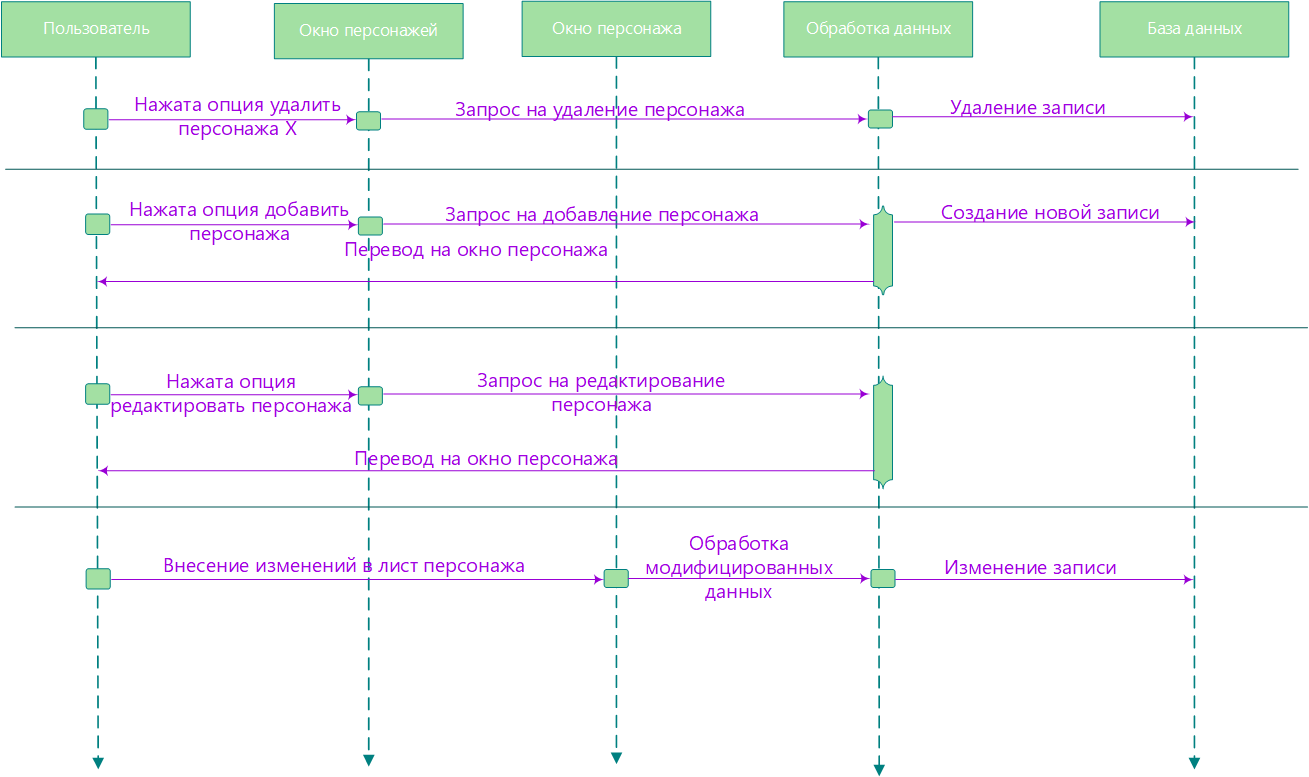 Пользователь
Окно персонажей
Окно персонажа
Обработка данных
База данных
Нажата опция удалить
персонажа X
Запрос на удаление персонажа
Удаление записи
Нажата опция добавить
персонажа
Запрос на добавление персонажа
Создание новой записи
Перевод на окно персонажа
Нажата опция
редактировать персонажа
Запрос на редактирование
персонажа
Перевод на окно персонажа
Внесение изменений в лист персонажа
Обработка
модифицированных
данных
Изменение записи